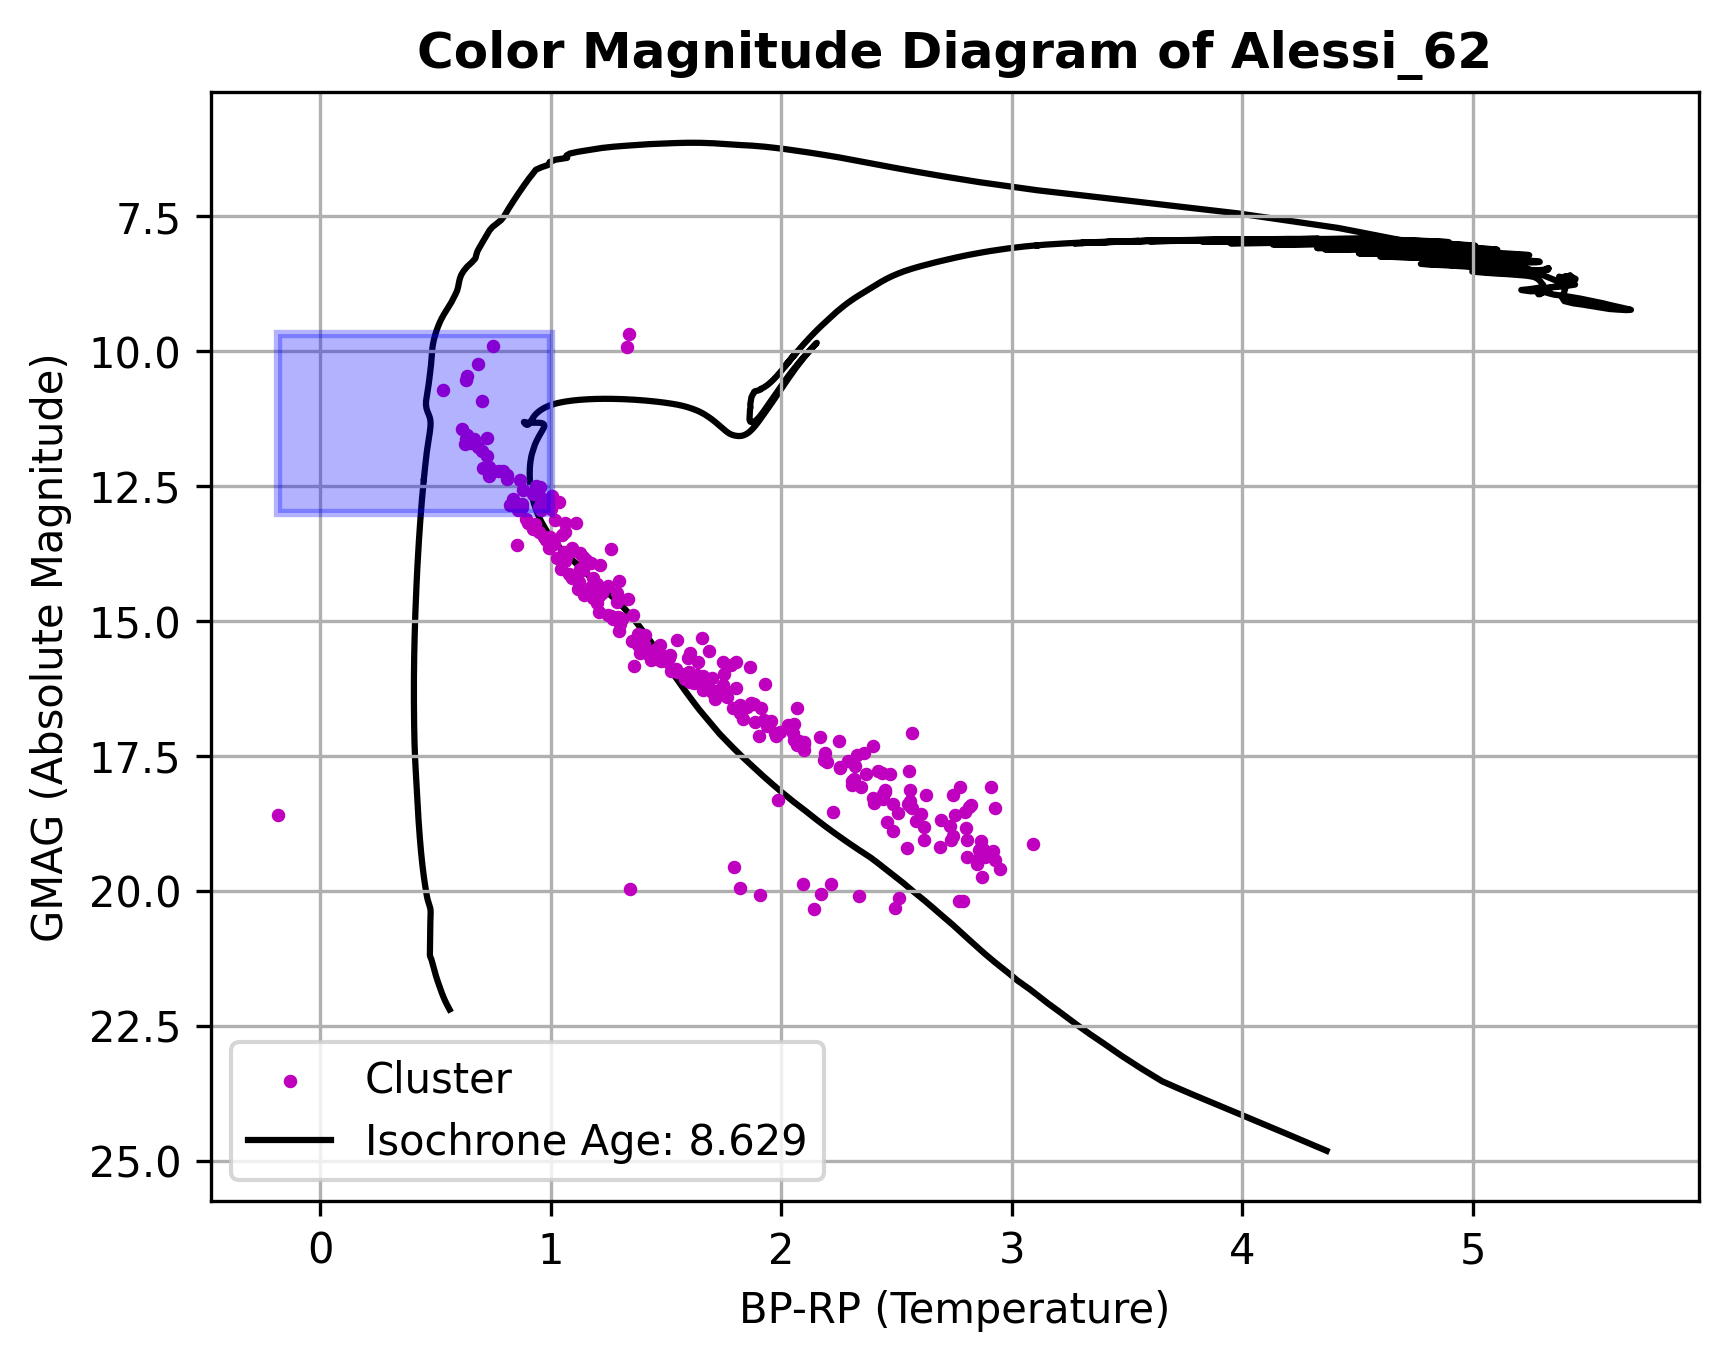 Color Magnitude Diagram of Alessi_62
GMAG (Absolute Magnitude)
7.5
10.0
12.5
15.0
17.5
20.0
22.5
25.0
Cluster
Isochrone Age: 8.629
0 1 2 3 4 5
BP-RP (Temperature)